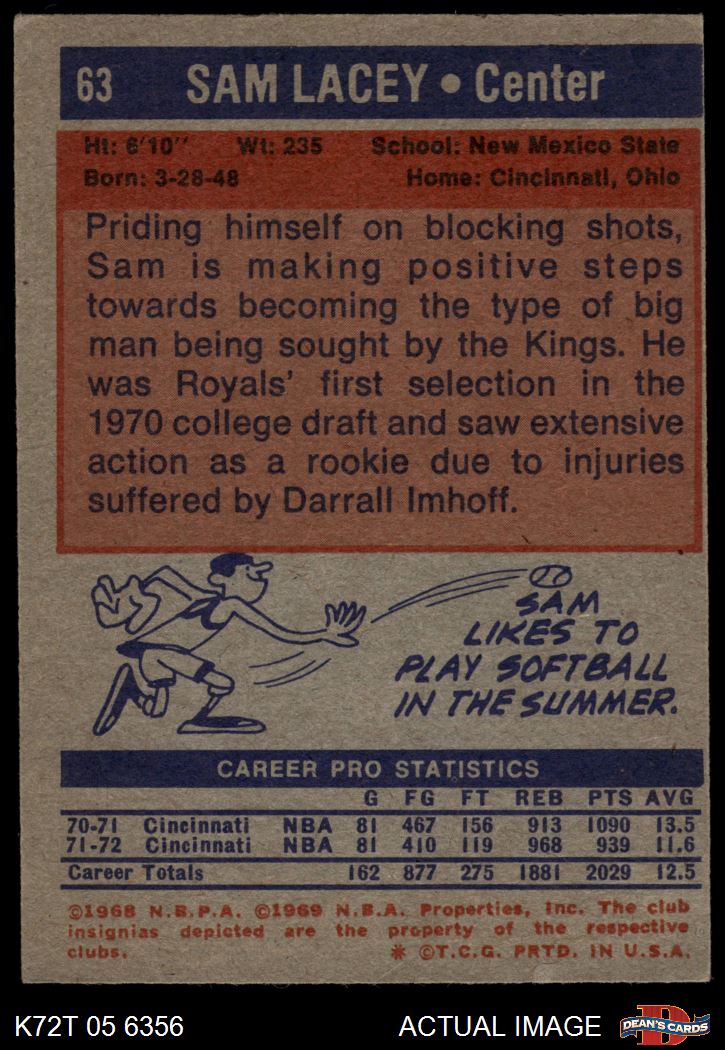 63 SAM LACEY • Center
Ht: 6'10" Wt: 235 School: New Mexico State
Born: 3-28-48 Home: Cincinnati, Ohio
Priding himself on blocking shots,
Sam is making positive steps
towards becoming the type of big
man being sought by the Kings. He
was Royals' first selection in the
1970 college draft and saw extensive
action as a rookie due to injuries
suffered by Darrall Imhoff.
SAM
LIKES TO
PLAY SOFTBALL
IN THE SUMMER.
CAREER PRO STATISTICS
G FG FT REB PTS AVG
70-71 Cincinnati NBA 81 467 156 913 1090 13.5
71-72 Cincinnati NBA 81 410 119 968 939 11.6
Career Totals 162 877 275 1881 2029 12.5
©1968 N.B.P.A. ©1969 N.B.A. Properties, Inc. The club
insignias depicted are the property of the respective
clubs. * ©T.C.G. PRTD. IN U.S.A.
K72T 05 6356 ACTUAL IMAGE D DEAN'S CARDS